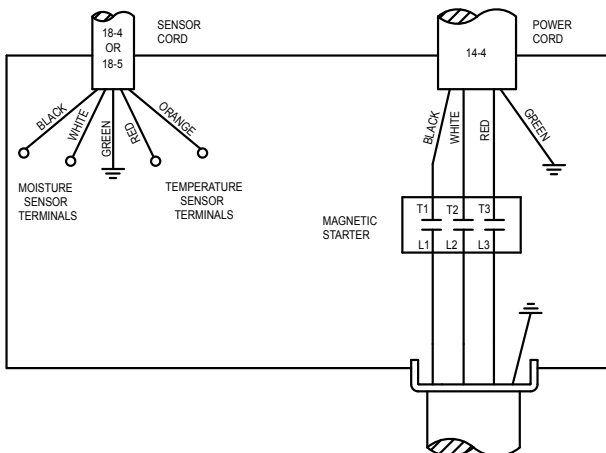 18-4
OR
18-5
SENSOR
CORD
BLACK
WHITE
GREEN
RED
ORANGE
MOISTURE
SENSOR
TERMINALS
TEMPERATURE
SENSOR
TERMINALS
14-4
POWER
CORD
BLACK
WHITE
RED
GREEN
MAGNETIC
STARTER
T1 T2 T3
L1 L2 L3